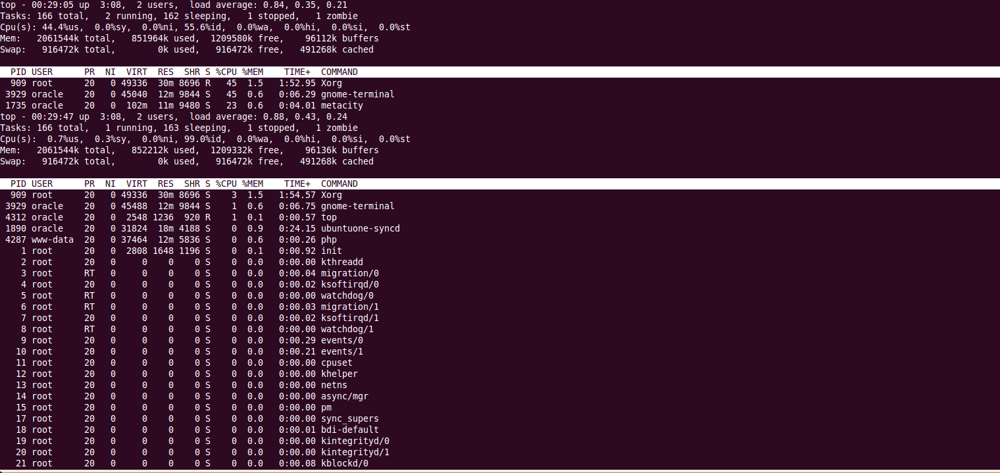 top - 00:29:05 up  3:08,  2 users,  load average: 0.84, 0.35, 0.21
Tasks: 166 total,   2 running, 162 sleeping,   1 stopped,   1 zombie
Cpu(s): 44.4%us,  0.0%sy,  0.0%ni, 55.6%id,  0.0%wa,  0.0%hi,  0.0%si,  0.0%st
Mem:   2061544k total,   851964k used,  1209580k free,    96112k buffers
Swap:   916472k total,        0k used,   916472k free,   491268k cached
  PID USER      PR  NI  VIRT  RES  SHR S %CPU %MEM    TIME+  COMMAND
  909 root      20   0 49336  30m 8696 R   45  1.5   1:52.95 Xorg
 3929 oracle    20   0 45040  12m 9844 S   45  0.6   0:06.29 gnome-terminal
 1735 oracle    20   0  102m  11m 9480 S   23  0.6   0:04.01 metacity
top - 00:29:47 up  3:08,  2 users,  load average: 0.88, 0.43, 0.24
Tasks: 166 total,   1 running, 163 sleeping,   1 stopped,   1 zombie
Cpu(s):  0.7%us,  0.3%sy,  0.0%ni, 99.0%id,  0.0%wa,  0.0%hi,  0.0%si,  0.0%st
Mem:   2061544k total,   852212k used,  1209332k free,    96136k buffers
Swap:   916472k total,        0k used,   916472k free,   491268k cached
  PID USER      PR  NI  VIRT  RES  SHR S %CPU %MEM    TIME+  COMMAND
  909 root      20   0 49336  30m 8696 S    3  1.5   1:54.57 Xorg
 3929 oracle    20   0 45488  12m 9844 S    1  0.6   0:06.75 gnome-terminal
 4312 oracle    20   0  2548 1236  920 R    1  0.1   0:00.57 top
 1890 oracle    20   0 31824  18m 4188 S    0  0.9   0:24.15 ubuntuone-syncd
 4287 www-data  20   0 37464  12m 5836 S    0  0.6   0:00.26 php
    1 root      20   0  2808 1648 1196 S    0  0.1   0:00.92 init
    2 root      20   0     0    0    0 S    0  0.0   0:00.00 kthreadd
    3 root      RT   0     0    0    0 S    0  0.0   0:00.04 migration/0
    4 root      20   0     0    0    0 S    0  0.0   0:00.02 ksoftirqd/0
    5 root      RT   0     0    0    0 S    0  0.0   0:00.00 watchdog/0
    6 root      RT   0     0    0    0 S    0  0.0   0:00.03 migration/1
    7 root      20   0     0    0    0 S    0  0.0   0:00.02 ksoftirqd/1
    8 root      RT   0     0    0    0 S    0  0.0   0:00.00 watchdog/1
    9 root      20   0     0    0    0 S    0  0.0   0:00.29 events/0
   10 root      20   0     0    0    0 S    0  0.0   0:00.21 events/1
   11 root      20   0     0    0    0 S    0  0.0   0:00.00 cpuset
   12 root      20   0     0    0    0 S    0  0.0   0:00.00 khelper
   13 root      20   0     0    0    0 S    0  0.0   0:00.00 netns
   14 root      20   0     0    0    0 S    0  0.0   0:00.00 async/mgr
   15 root      20   0     0    0    0 S    0  0.0   0:00.00 pm
   17 root      20   0     0    0    0 S    0  0.0   0:00.00 sync_supers
   18 root      20   0     0    0    0 S    0  0.0   0:00.01 bdi-default
   19 root      20   0     0    0    0 S    0  0.0   0:00.00 kintegrityd/0
   20 root      20   0     0    0    0 S    0  0.0   0:00.00 kintegrityd/1
   21 root      20   0     0    0    0 S    0  0.0   0:00.08 kblockd/0